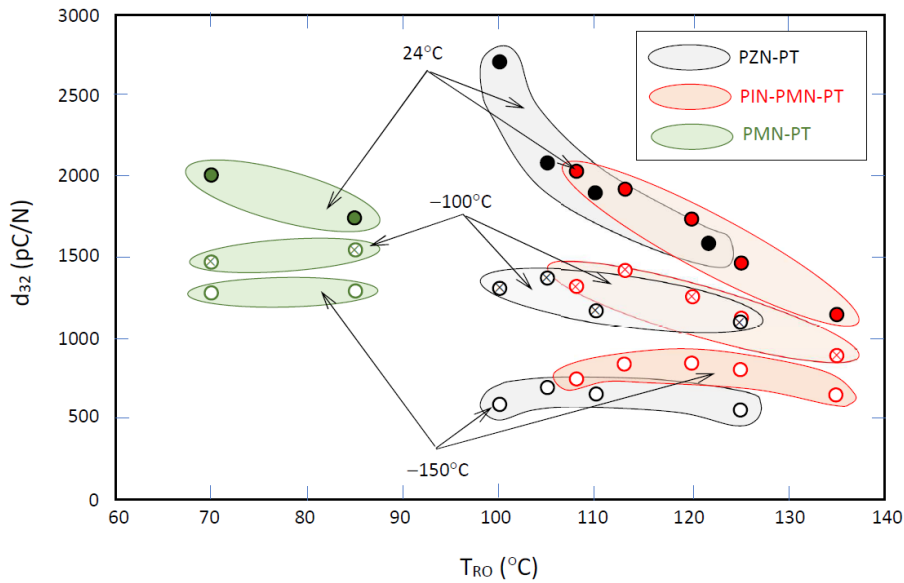 3000
2500
2000
1500
1000
500
0
d32 (pC/N)
24°C
−100°C
−150°C
PZN-PT
PIN-PMN-PT
PMN-PT
60 70 80 90 100 110 120 130 140
TRO (°C)